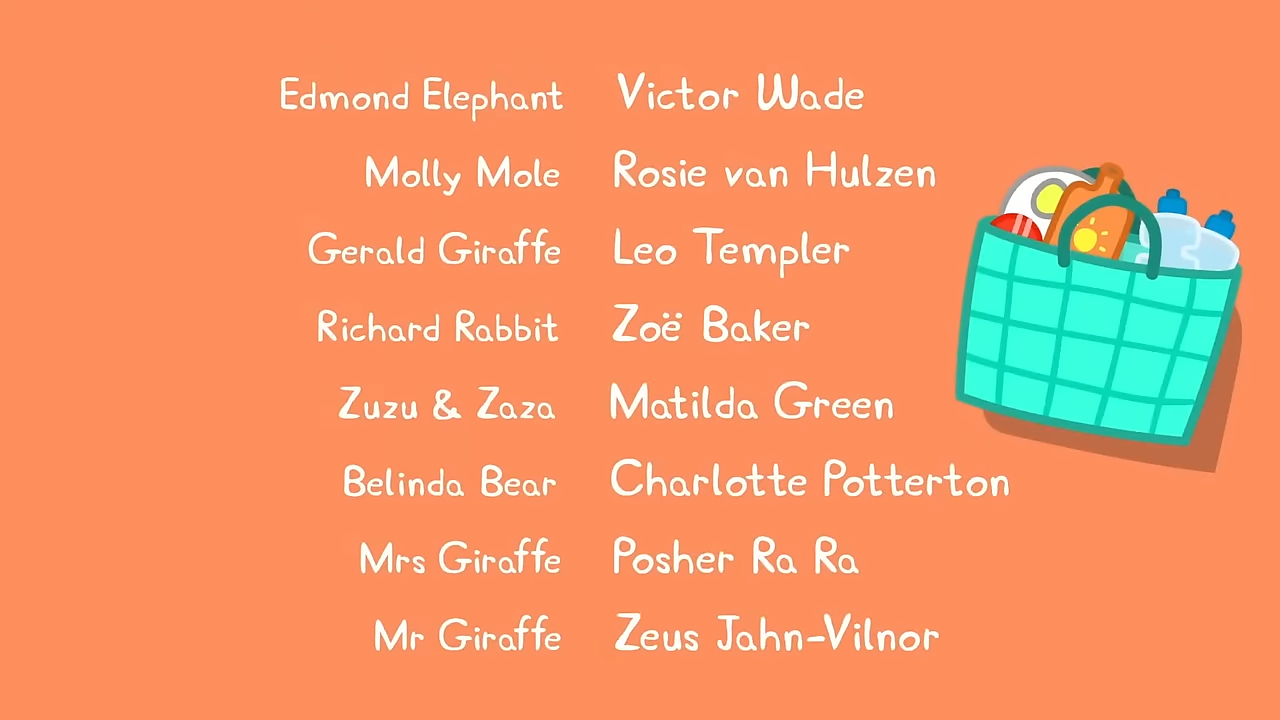 Edmond Elephant Victor Wade
Molly Mole Rosie van Hulzen
Gerald Giraffe Leo Templer
Richard Rabbit Zoë Baker
Zuzu & Zaza Matilda Green
Belinda Bear Charlotte Potterton
Mrs Giraffe Posher Ra Ra
Mr Giraffe Zeus Jahn-Vilnor